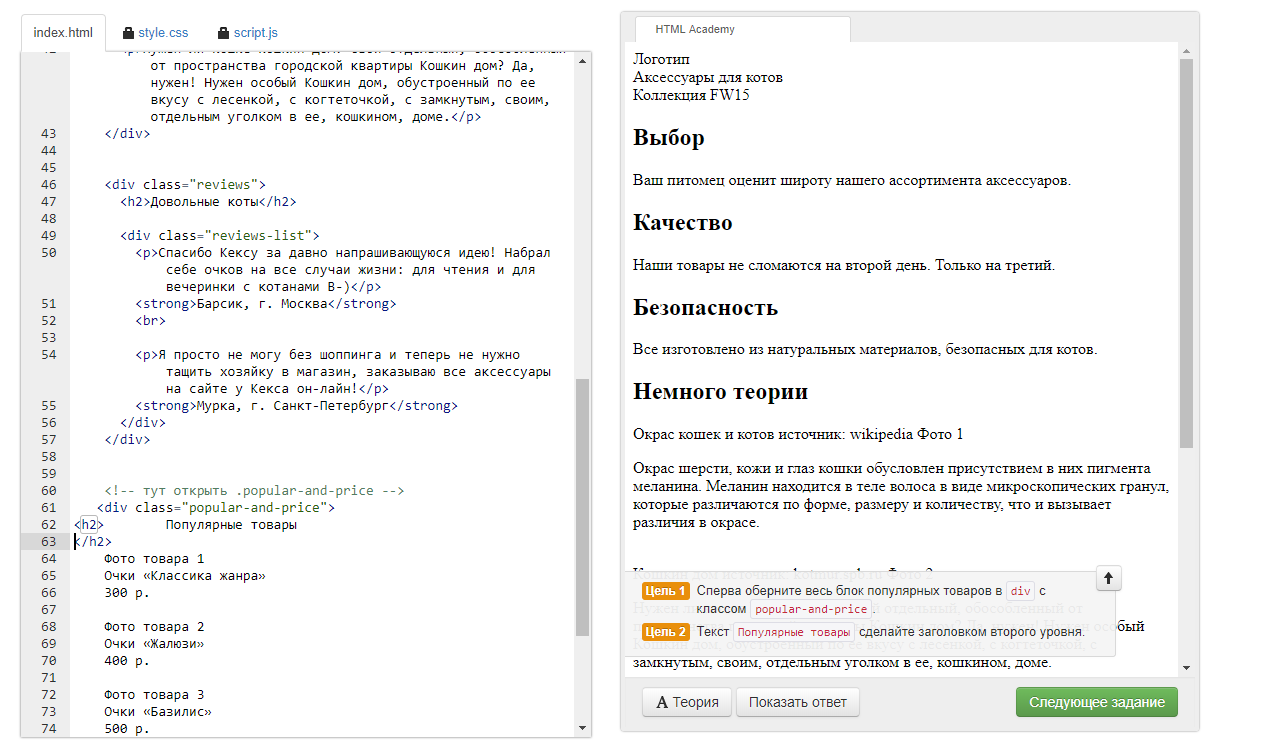 index.html
style.css
script.js
от пространства городской квартиры Кошкин дом? Да,
нужен! Нужен особый Кошкин дом, обустроенный по ее
вкусу с лесенкой, с когтеточкой, с замкнутым, своим,
отдельным уголком в ее, кошкином, доме.</p>
43 </div>
44
45
46 <div class="reviews">
47 <h2>Довольные коты</h2>
48
49 <div class="reviews-list">
50 <p>Спасибо Кексу за давно напрашивающуюся идею! Набрал
себе очков на все случаи жизни: для чтения и для
вечеринки с котанами B-)</p>
51 <strong>Барсик, г. Москва</strong>
52 <br>
53
54 <p>Я просто не могу без шоппинга и теперь не нужно
тащить хозяйку в магазин, заказываю все аксессуары
на сайте у Кекса он-лайн!</p>
55 <strong>Мурка, г. Санкт-Петербург</strong>
56 </div>
57 </div>
58
59
60 <!-- тут открыть .popular-and-price -->
61 <div class="popular-and-price">
62 <h2> Популярные товары
63 </h2>
64 Фото товара 1
65 Очки «Классика жанра»
66 300 р.
67
68 Фото товара 2
69 Очки «Жалюзи»
70 400 р.
71
72 Фото товара 3
73 Очки «Базилис»
74 500 р.
HTML Academy
Логотип
Аксессуары для котов
Коллекция FW15
Выбор
Ваш питомец оценит широту нашего ассортимента аксессуаров.
Качество
Наши товары не сломаются на второй день. Только на третий.
Безопасность
Все изготовлено из натуральных материалов, безопасных для котов.
Немного теории
Окрас кошек и котов источник: wikipedia Фото 1
Окрас шерсти, кожи и глаз кошки обусловлен присутствием в них пигмента
меланина. Меланин находится в теле волоса в виде микроскопических гранул,
которые различаются по форме, размеру и количеству, что и вызывает
различия в окрасе.
Цель 1 Сперва оберните весь блок популярных товаров в div с
классом popular-and-price.
Цель 2 Текст Популярные товары сделайте заголовком второго уровня.
замкнутым, своим, отдельным уголком в ее, кошкином, доме.
Теория
Показать ответ
Следующее задание